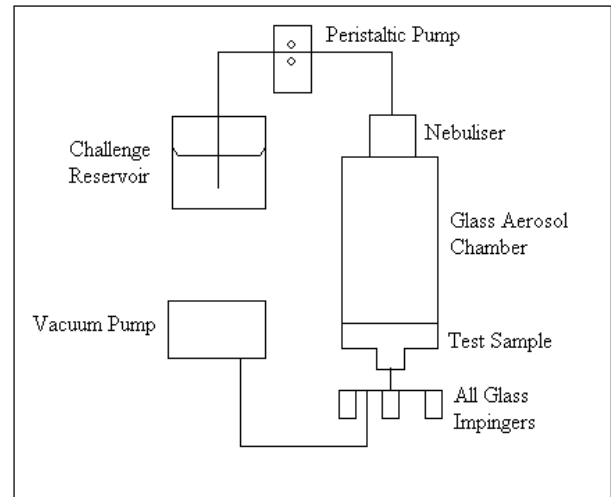 Peristaltic Pump
Challenge
Reservoir
Nebuliser
Glass Aerosol
Chamber
Vacuum Pump
Test Sample
All Glass
Impingers